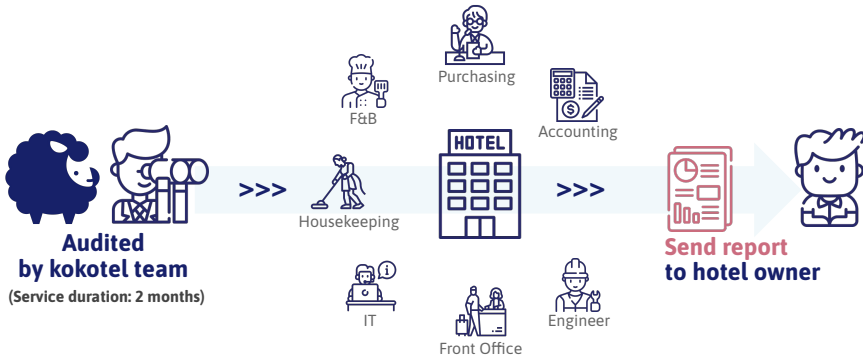 Purchasing
F&B
Accounting
HOTEL
>>>
>>>
Housekeeping
Audited
by kokotel team
(Service duration: 2 months)
Send report
to hotel owner
i
$
IT
Engineer
Front Office